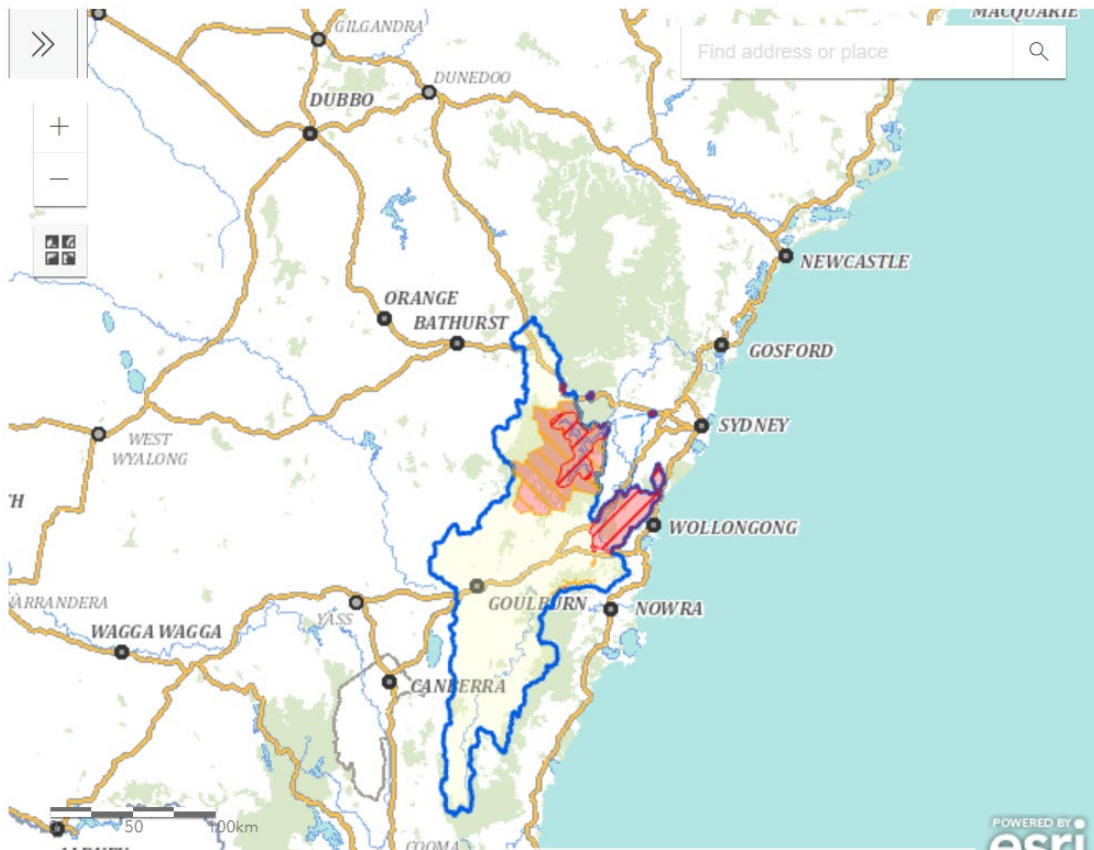 MACQUARIE
GILGANDRA
Find address or place
DUNEDOO
DUBBO
NEWCASTLE
ORANGE
BATHURST
GOSFORD
SYDNEY
WEST
WYALONG
TH
WOLLONGONG
GOULBURN
ARRANDERA
NOWRA
YASS
WAGGA WAGGA
CANBERRA
50
100km
POWERED BY
esri
COOMA